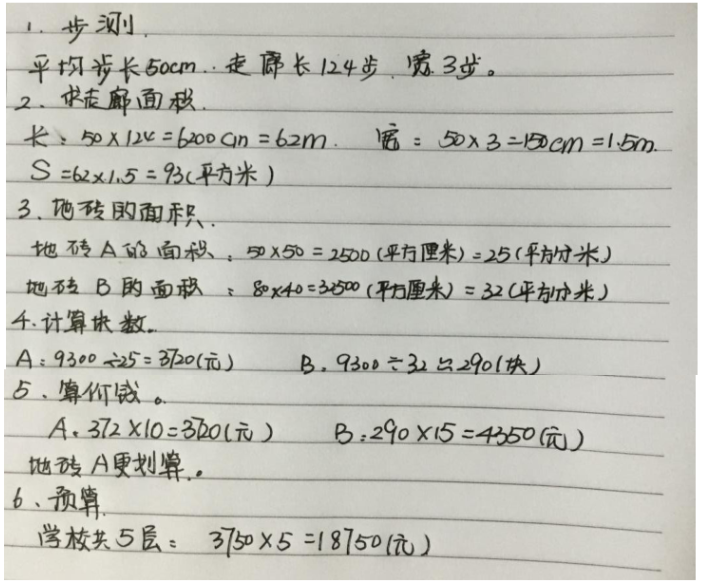 1. 步测.
平均步长50cm. 走廊长124步 宽3步。
2. 求走廊面积.
长: 50×124=6200cm=62m. 宽: 50×3=150cm=1.5m.
S=62×1.5=93(平方米)
3. 地砖的面积.
地砖A的面积: 50×50=2500(平方厘米)=25(平方分米)
地砖B的面积: 80×40=3200(平方厘米)=32(平方分米)
4. 计算块数.
A: 9300÷25=3720(元) B. 9300÷32≈290(块)
5、算价钱。
A. 372×10=3720(元) B:290×15=4350(元)
地砖A更划算。
6、预算
学校共5层: 3750×5=18750(元)